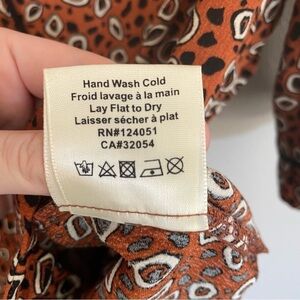 Hand Wash Cold
Froid lavage à la main
Lay Flat to Dry
Laisser sécher à plat
RN#124051
CA#32054